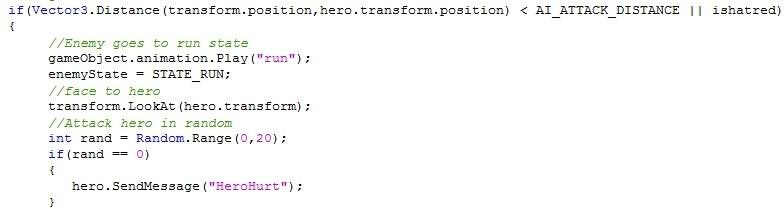 if(Vector3.Distance(transform.position,hero.transform.position) < AI_ATTACK_DISTANCE || ishatred)
{
//Enemy goes to run state
gameObject.animation.Play("run");
enemyState = STATE_RUN;
//face to hero
transform.LookAt(hero.transform);
//Attack hero in random
int rand = Random.Range(0,20);
if(rand == 0)
{
hero.SendMessage("HeroHurt");
}